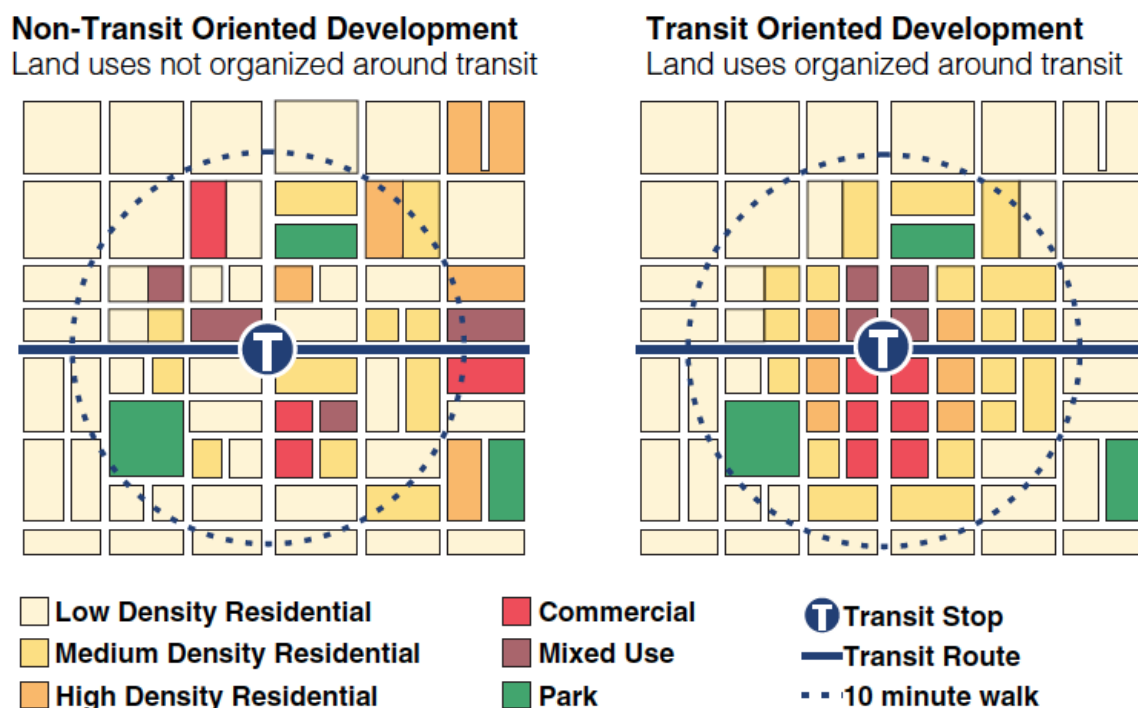 Non-Transit Oriented Development
Land uses not organized around transit
Transit Oriented Development
Land uses organized around transit
T
T
Low Density Residential
Medium Density Residential
High Density Residential
Commercial
Mixed Use
Park
T Transit Stop
Transit Route
10 minute walk